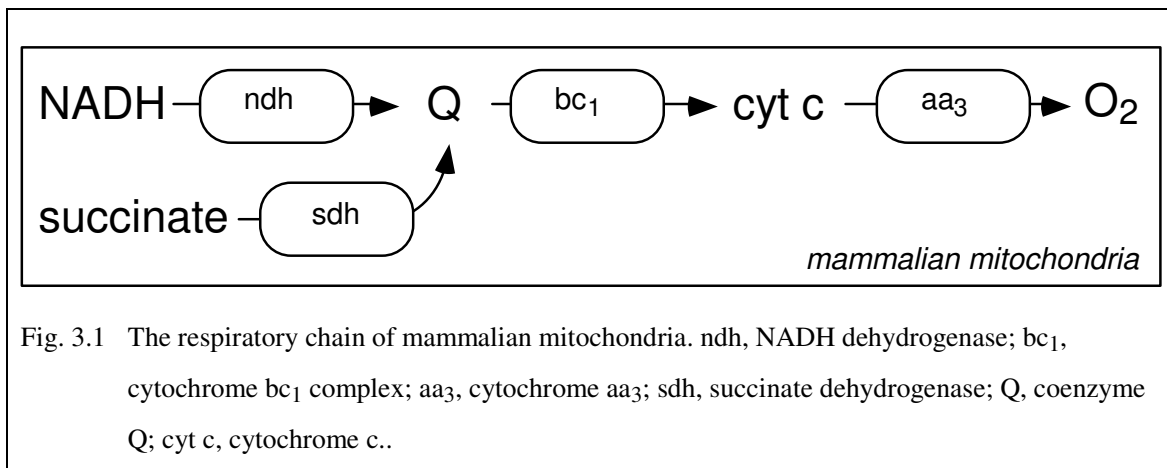 NADH ndh Q bc₁ cyt c aa₃ O₂
succinate sdh
mammalian mitochondria
Fig. 3.1 The respiratory chain of mammalian mitochondria. ndh, NADH dehydrogenase; bc₁,
cytochrome bc₁ complex; aa₃, cytochrome aa₃; sdh, succinate dehydrogenase; Q, coenzyme
Q; cyt c, cytochrome c..